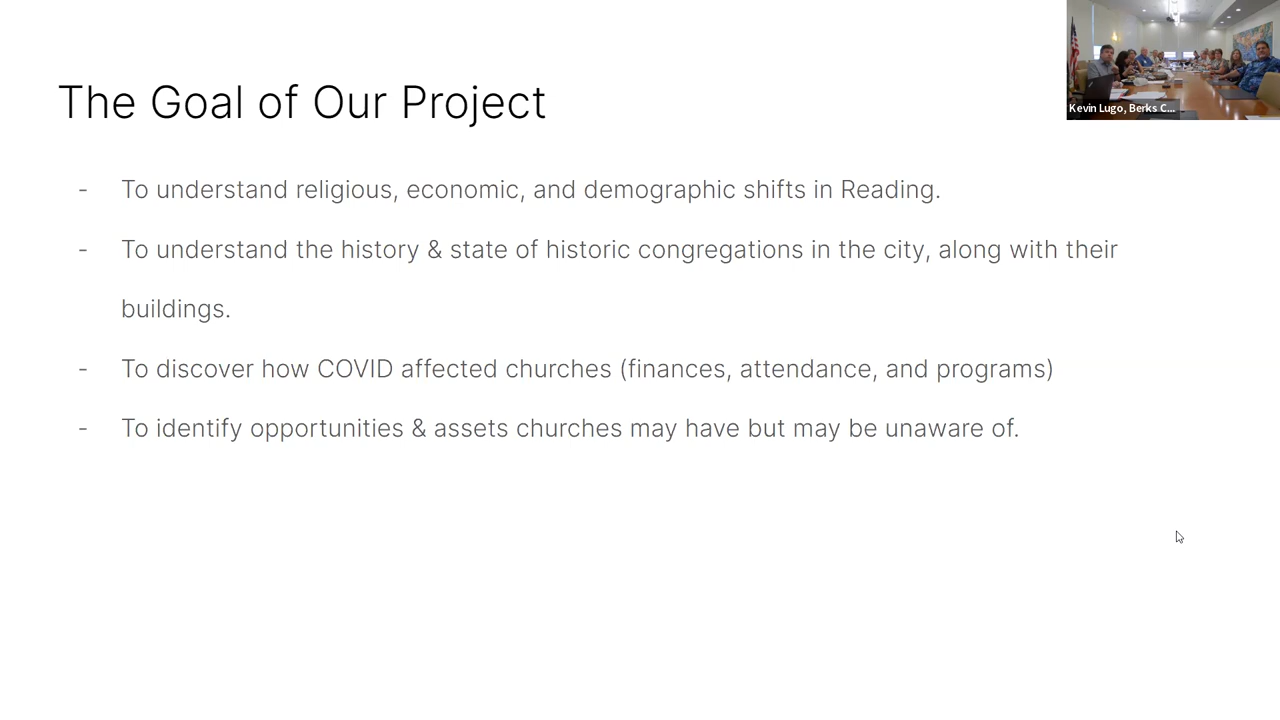 The Goal of Our Project
- To understand religious, economic, and demographic shifts in Reading.
- To understand the history & state of historic congregations in the city, along with their
buildings.
- To discover how COVID affected churches (finances, attendance, and programs)
- To identify opportunities & assets churches may have but may be unaware of.
Kevin Lugo, Berks C...